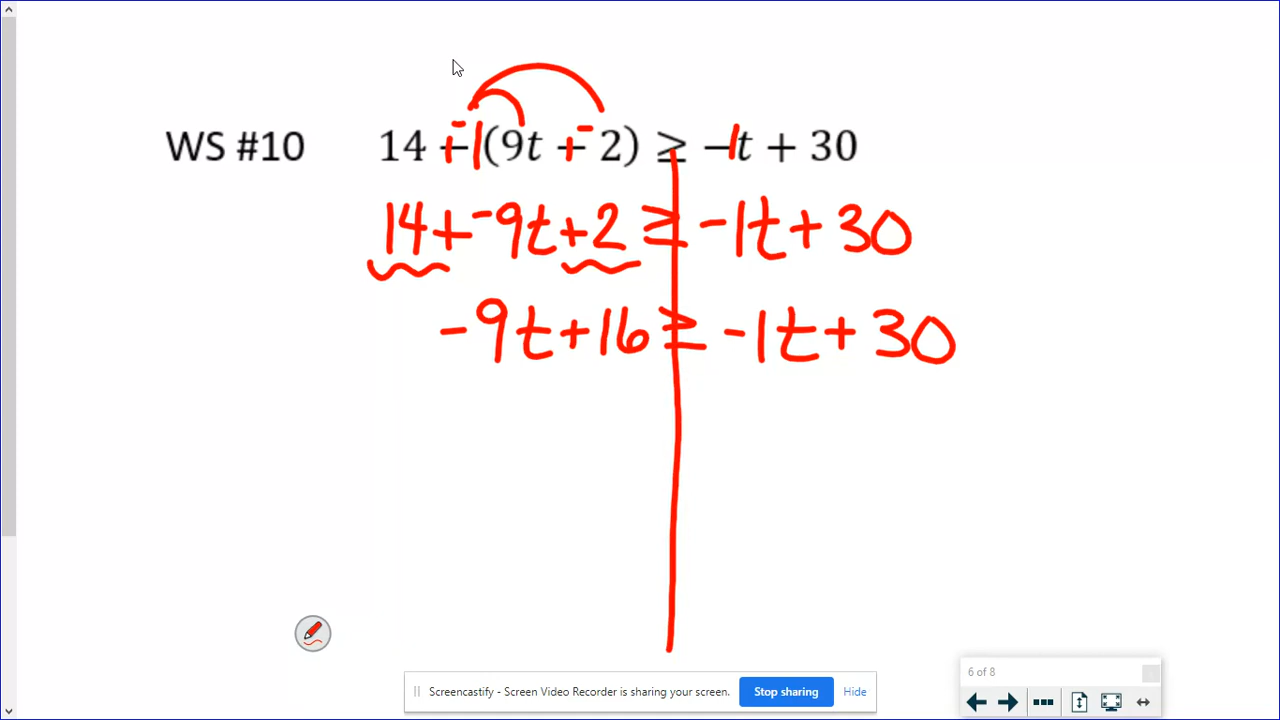 WS #10 14 +-1(9t +- 2) ≥ -1t + 30
14+-9t+2 ≥ -1t+30
-9t+16 ≥ -1t+30
Screencastify - Screen Video Recorder is sharing your screen. Stop sharing Hide
6 of 8